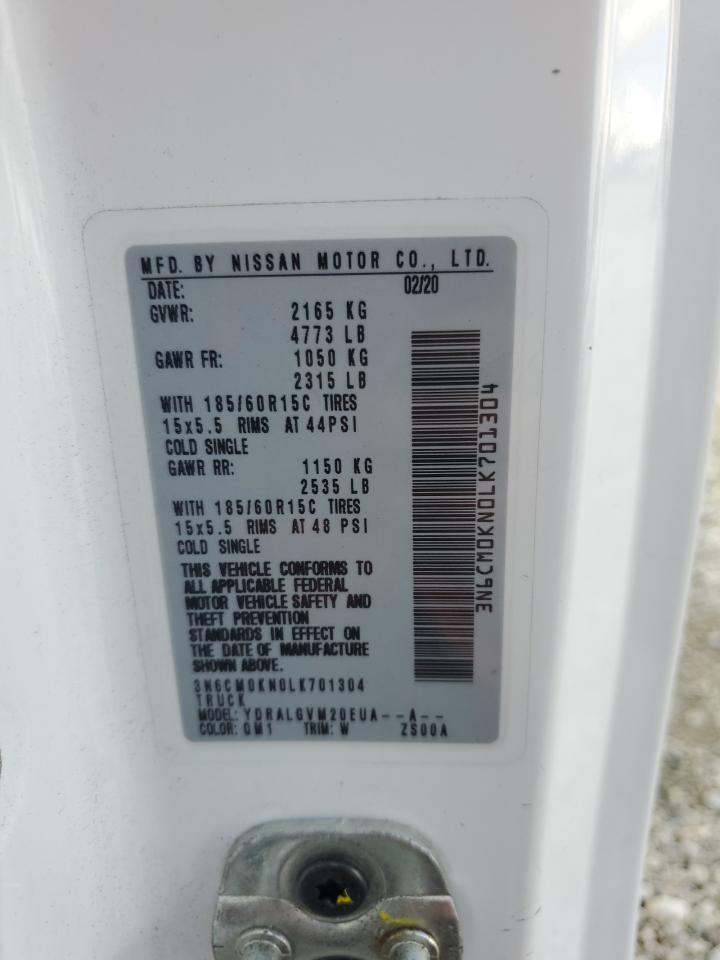 MFD. BY NISSAN MOTOR CO., LTD.
DATE: 02/20
GVWR: 2165 KG
4773 LB
GAWR FR: 1050 KG
2315 LB
WITH 185/60R15C TIRES
15x5.5 RIMS AT 44PSI
COLD SINGLE
GAWR RR: 1150 KG
2535 LB
WITH 185/60R15C TIRES
15x5.5 RIMS AT 48 PSI
COLD SINGLE
THIS VEHICLE CONFORMS TO
ALL APPLICABLE FEDERAL
MOTOR VEHICLE SAFETY AND
THEFT PREVENTION
STANDARDS IN EFFECT ON
THE DATE OF MANUFACTURE
SHOWN ABOVE.
3N6CM0KN0LK701304
TRUCK
MODEL: YDRALGVM20EUA--A--
COLOR: QM1 TRIM: W ZS00A
3N6CM0KN0LK701304